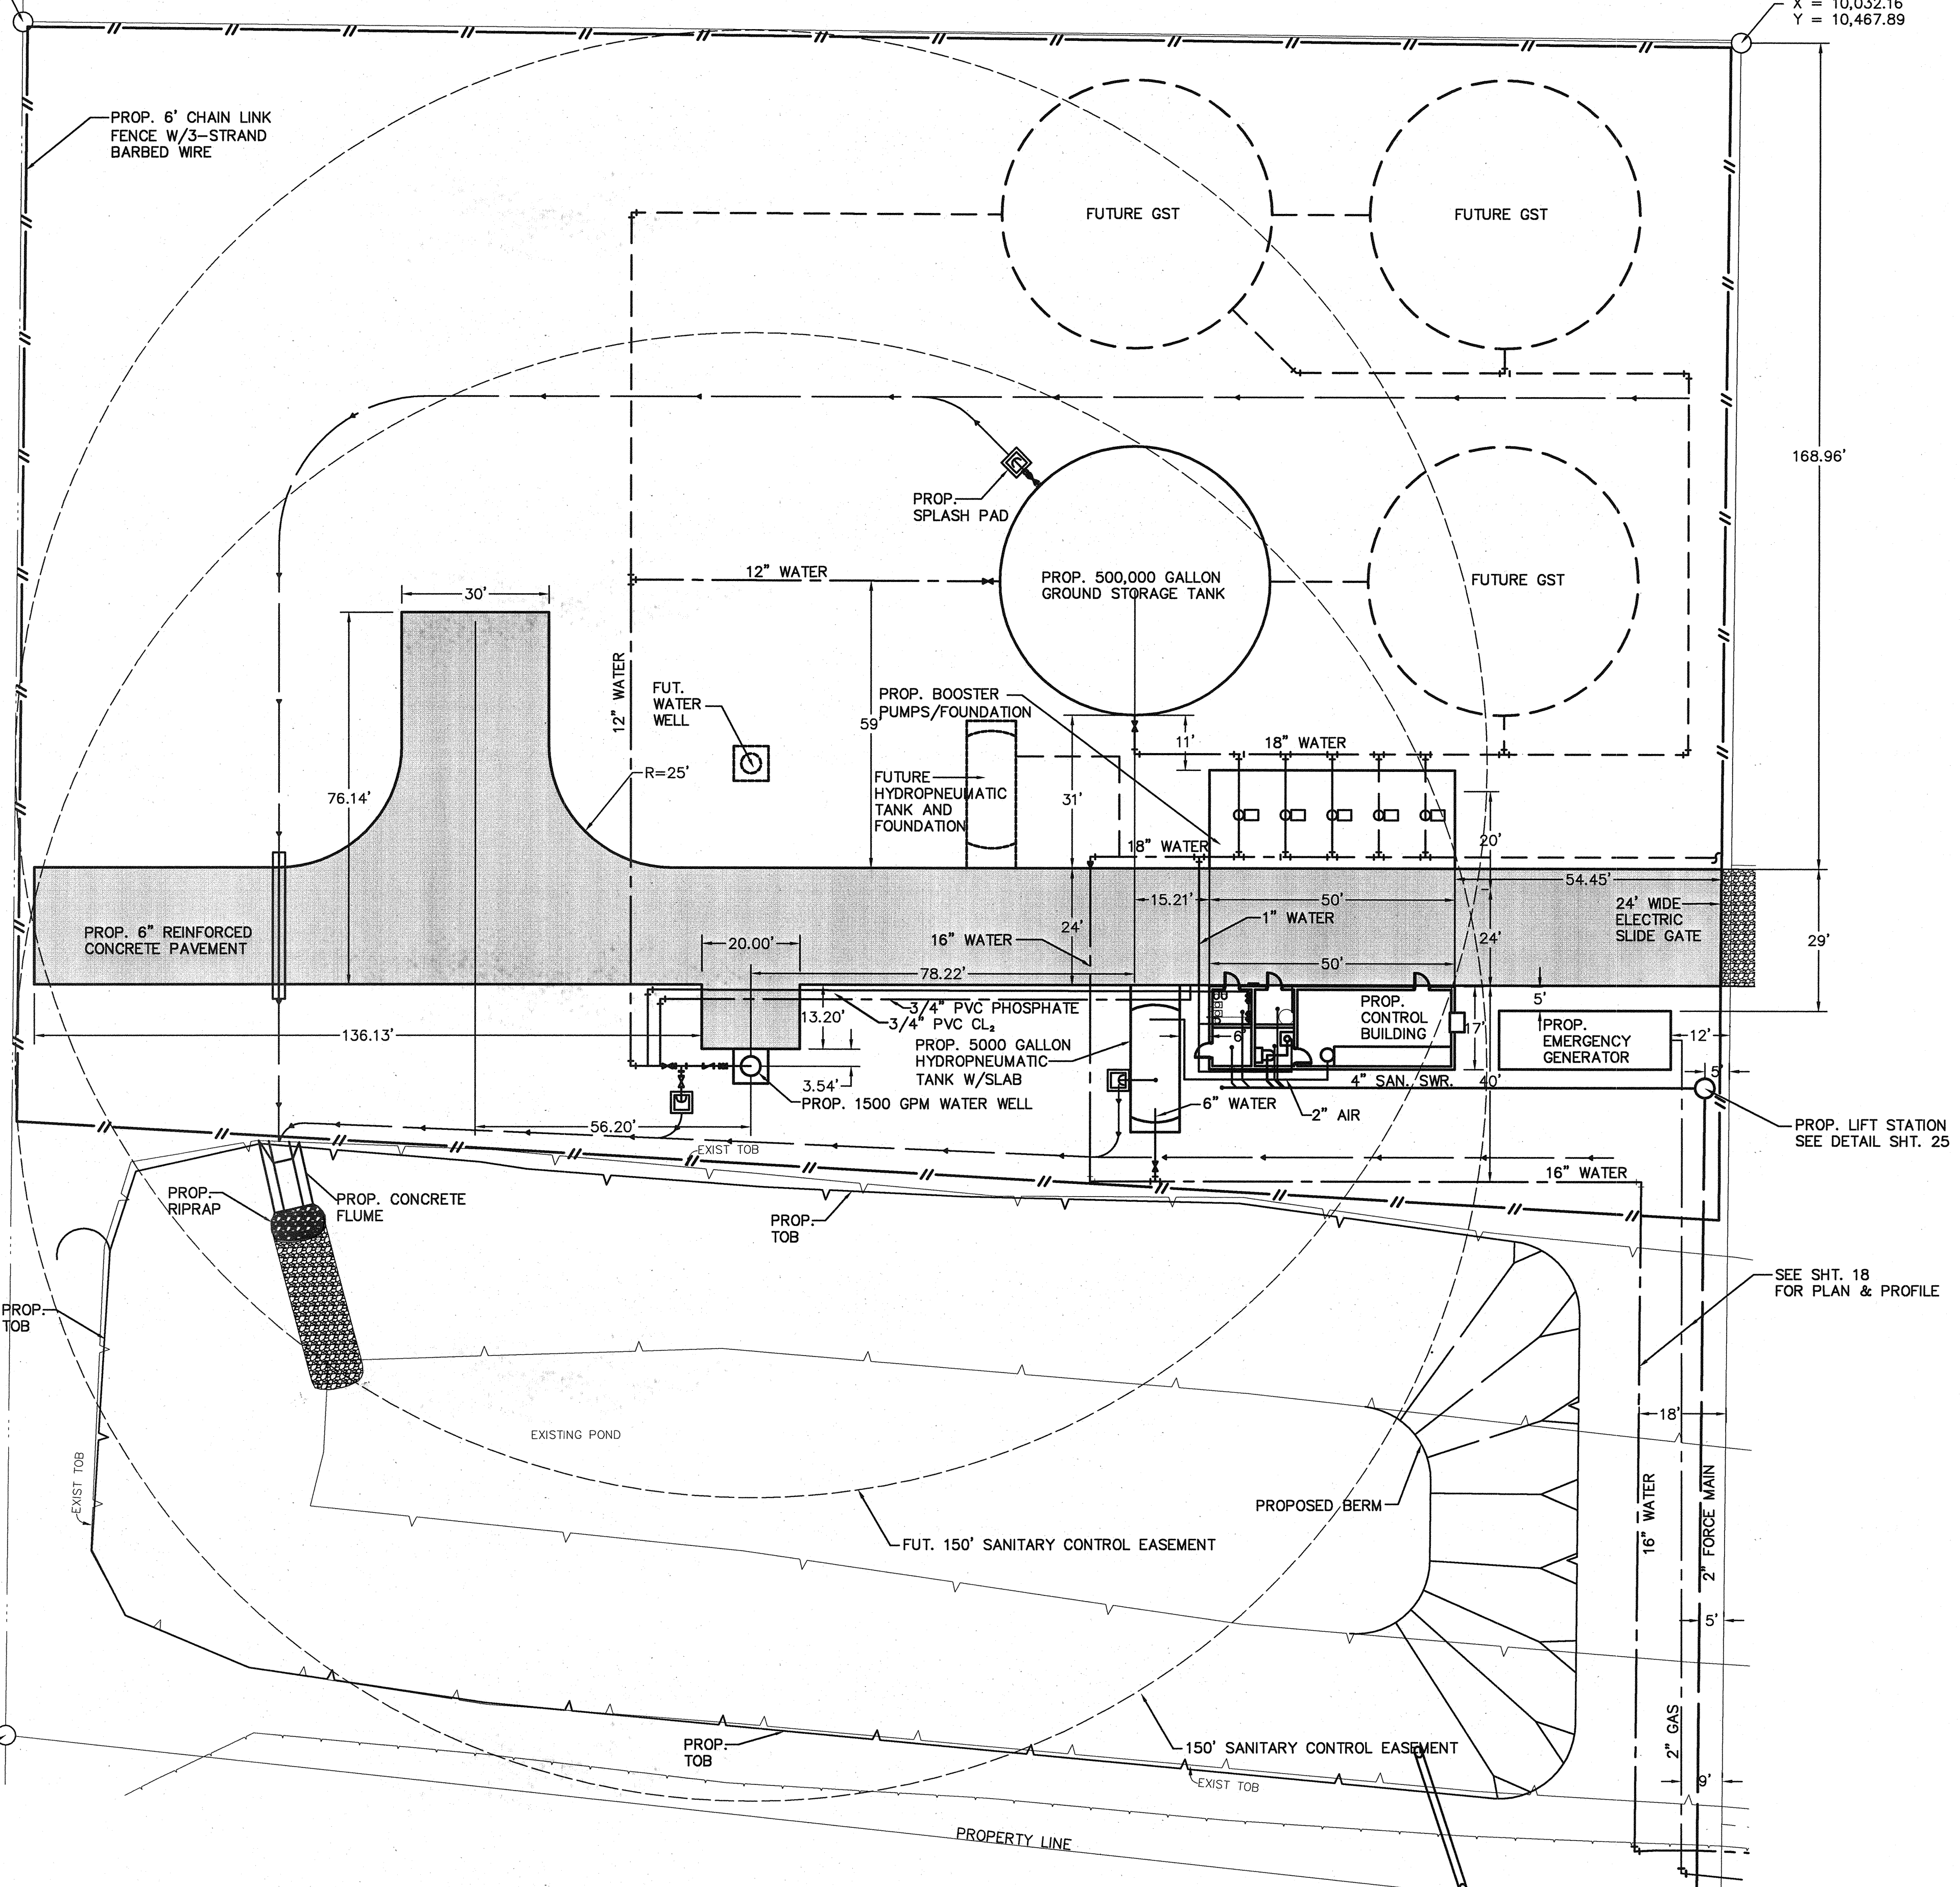 X = 10,032.16
Y = 10,467.89
PROP. 6' CHAIN LINK
FENCE W/3-STRAND
BARBED WIRE
FUTURE GST
FUTURE GST
168.96'
PROP.
SPLASH PAD
12" WATER
PROP. 500,000 GALLON
GROUND STORAGE TANK
FUTURE GST
30'
12" WATER
FUT.
WATER
WELL
PROP. BOOSTER
PUMPS/FOUNDATION
59'
11'
18" WATER
R=25'
76.14'
FUTURE
HYDROPNEUMATIC
TANK AND
FOUNDATION
31'
20'
18" WATER
54.45'
15.21'
50'
24' WIDE
ELECTRIC
SLIDE GATE
1" WATER
24'
PROP. 6" REINFORCED
CONCRETE PAVEMENT
20.00'
16" WATER
24'
29'
78.22'
50'
5'
3/4" PVC PHOSPHATE
3/4" PVC CL₂
13.20'
136.13'
PROP.
CONTROL
BUILDING
17'
6'
PROP.
EMERGENCY
GENERATOR
12'
PROP. 5000 GALLON
HYDROPNEUMATIC
TANK W/SLAB
3.54'
4" SAN. SWR.
40'
5'
PROP. 1500 GPM WATER WELL
6" WATER
2" AIR
56.20'
PROP. LIFT STATION
SEE DETAIL SHT. 25
EXIST TOB
16" WATER
PROP.
RIPRAP
PROP. CONCRETE
FLUME
PROP.
TOB
SEE SHT. 18
FOR PLAN & PROFILE
PROP.
TOB
18'
EXISTING POND
EXIST TOB
16" WATER
2" FORCE MAIN
PROPOSED BERM
FUT. 150' SANITARY CONTROL EASEMENT
5'
2" GAS
PROP.
TOB
150' SANITARY CONTROL EASEMENT
EXIST TOB
9'
PROPERTY LINE